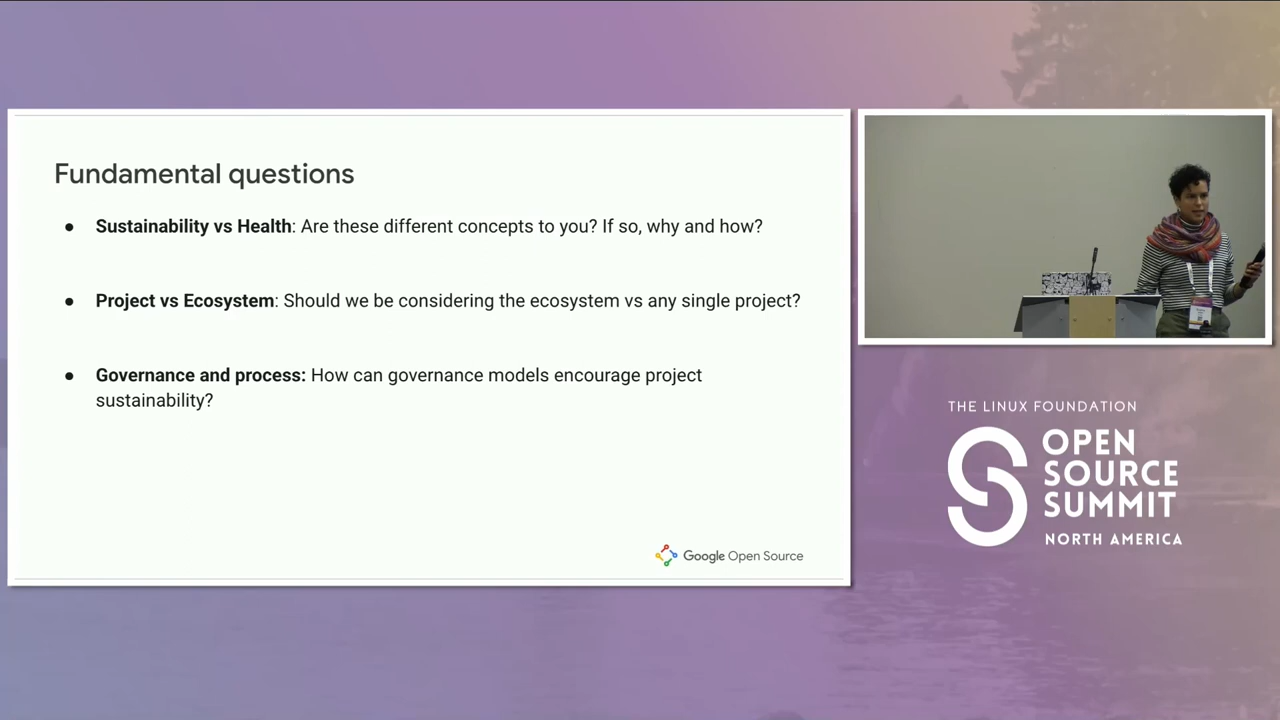 Fundamental questions
● Sustainability vs Health: Are these different concepts to you? If so, why and how?
● Project vs Ecosystem: Should we be considering the ecosystem vs any single project?
● Governance and process: How can governance models encourage project
sustainability?
Google Open Source
THE LINUX FOUNDATION
OPEN
SOURCE
SUMMIT
NORTH AMERICA